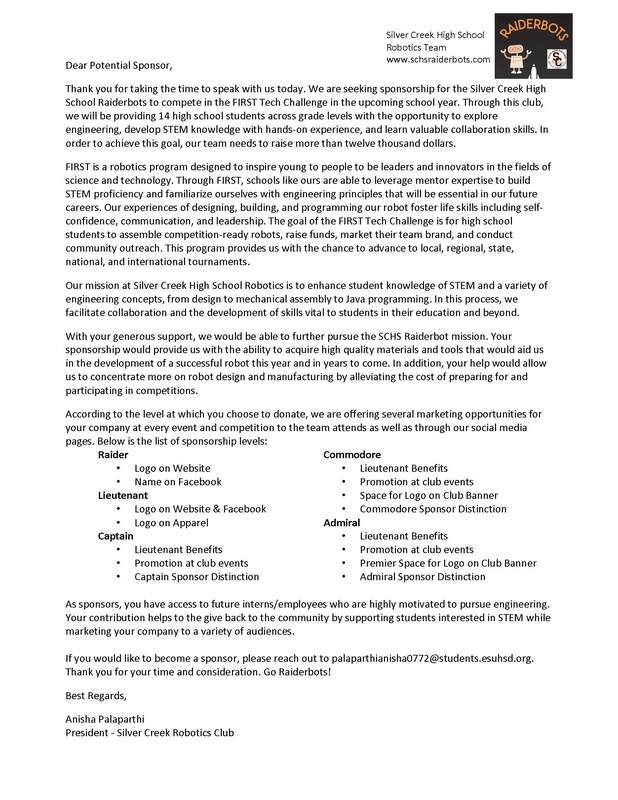 Silver Creek High School
Robotics Team
www.schsraiderbots.com
RAIDERBOTS
SC
Dear Potential Sponsor,
Thank you for taking the time to speak with us today. We are seeking sponsorship for the Silver Creek High
School Raiderbots to compete in the FIRST Tech Challenge in the upcoming school year. Through this club,
we will be providing 14 high school students across grade levels with the opportunity to explore
engineering, develop STEM knowledge with hands-on experience, and learn valuable collaboration skills. In
order to achieve this goal, our team needs to raise more than twelve thousand dollars.
FIRST is a robotics program designed to inspire young to people to be leaders and innovators in the fields of
science and technology. Through FIRST, schools like ours are able to leverage mentor expertise to build
STEM proficiency and familiarize ourselves with engineering principles that will be essential in our future
careers. Our experiences of designing, building, and programming our robot foster life skills including self-
confidence, communication, and leadership. The goal of the FIRST Tech Challenge is for high school
students to assemble competition-ready robots, raise funds, market their team brand, and conduct
community outreach. This program provides us with the chance to advance to local, regional, state,
national, and international tournaments.
Our mission at Silver Creek High School Robotics is to enhance student knowledge of STEM and a variety of
engineering concepts, from design to mechanical assembly to Java programming. In this process, we
facilitate collaboration and the development of skills vital to students in their education and beyond.
With your generous support, we would be able to further pursue the SCHS Raiderbot mission. Your
sponsorship would provide us with the ability to acquire high quality materials and tools that would aid us
in the development of a successful robot this year and in years to come. In addition, your help would allow
us to concentrate more on robot design and manufacturing by alleviating the cost of preparing for and
participating in competitions.
According to the level at which you choose to donate, we are offering several marketing opportunities for
your company at every event and competition to the team attends as well as through our social media
pages. Below is the list of sponsorship levels:
Raider
• Logo on Website
• Name on Facebook
Lieutenant
• Logo on Website & Facebook
• Logo on Apparel
Captain
• Lieutenant Benefits
• Promotion at club events
• Captain Sponsor Distinction
Commodore
• Lieutenant Benefits
• Promotion at club events
• Space for Logo on Club Banner
• Commodore Sponsor Distinction
Admiral
• Lieutenant Benefits
• Promotion at club events
• Premier Space for Logo on Club Banner
• Admiral Sponsor Distinction
As sponsors, you have access to future interns/employees who are highly motivated to pursue engineering.
Your contribution helps to the give back to the community by supporting students interested in STEM while
marketing your company to a variety of audiences.
If you would like to become a sponsor, please reach out to palaparthianisha0772@students.esuhsd.org.
Thank you for your time and consideration. Go Raiderbots!
Best Regards,
Anisha Palaparthi
President - Silver Creek Robotics Club